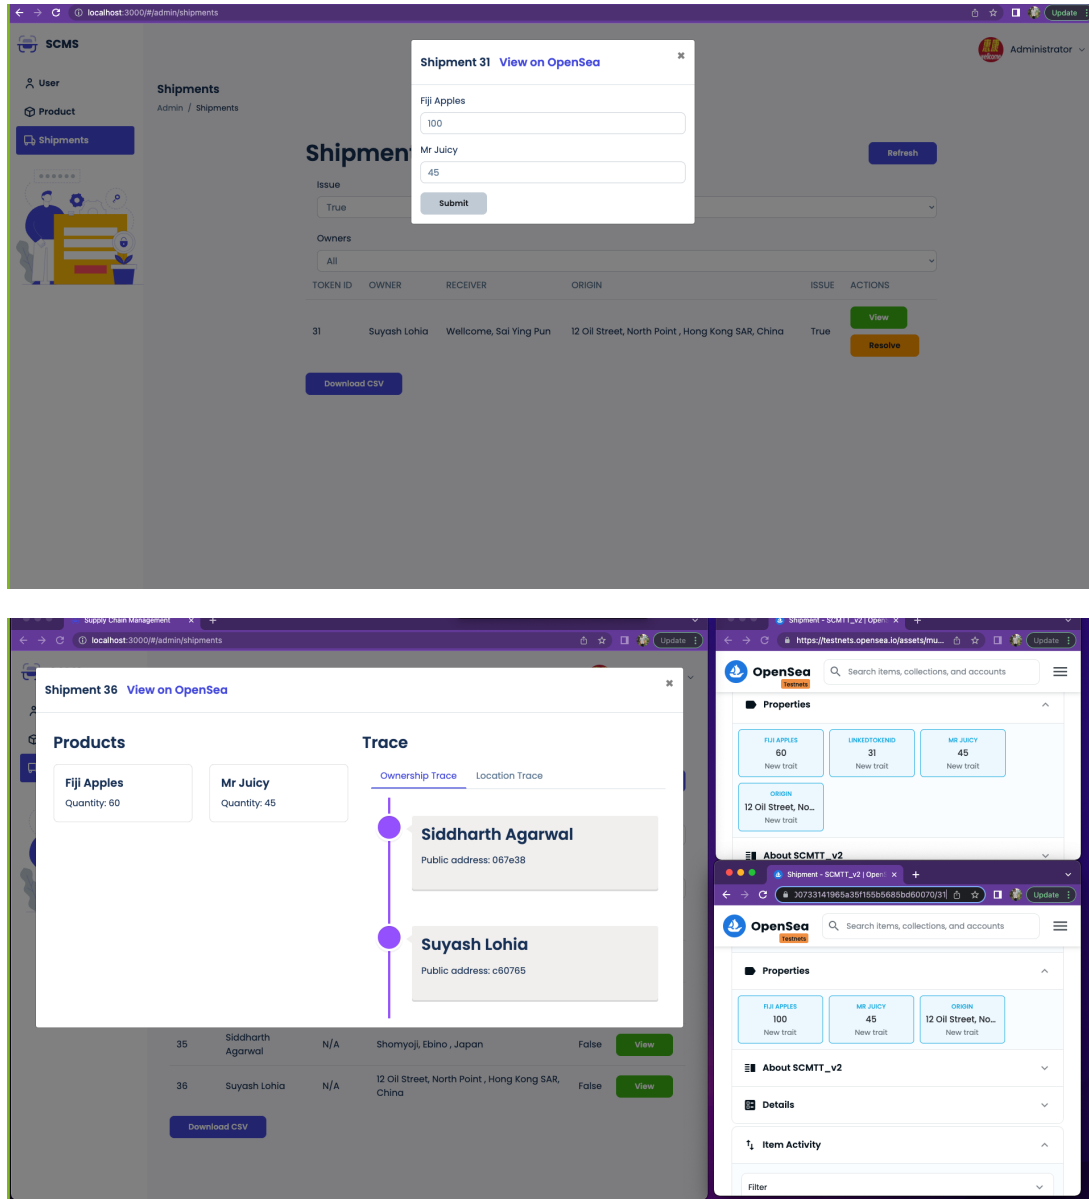 localhost:3000/#/admin/shipments
Update
SCMS
Administrator
User
Product
Shipments
Shipments
Admin / Shipments
Shipment 31 View on OpenSea
Fiji Apples
100
Mr Juicy
45
Submit
Refresh
Issue
True
Owners
All
TOKEN ID OWNER RECEIVER ORIGIN ISSUE ACTIONS
31 Suyash Lohia Wellcome, Sai Ying Pun 12 Oil Street, North Point , Hong Kong SAR, China True View
Resolve
Download CSV
Supply Chain Management
localhost:3000/#/admin/shipments
Update
Shipment 36 View on OpenSea
Products
Fiji Apples
Quantity: 60
Mr Juicy
Quantity: 45
Trace
Ownership Trace Location Trace
Siddharth Agarwal
Public address: 067e38
Suyash Lohia
Public address: c60765
35 Siddharth Agarwal N/A Shomyoji, Ebino , Japan False View
36 Suyash Lohia N/A 12 Oil Street, North Point , Hong Kong SAR,
China False View
Download CSV
Shipment - SCMTT_v2 | Open
https://testnets.opensea.io/assets/mu...
Update
OpenSea
Testnets
Search items, collections, and accounts
Properties
FIJI APPLES
60
New trait
LINKEDTOKENID
31
New trait
MR JUICY
45
New trait
ORIGIN
12 Oil Street, No...
New trait
About SCMTT_v2
Shipment - SCMTT_v2 | Open
Update
OpenSea
Testnets
Search items, collections, and accounts
Properties
FIJI APPLES
100
New trait
MR JUICY
45
New trait
ORIGIN
12 Oil Street, No...
New trait
About SCMTT_v2
Details
Item Activity
Filter